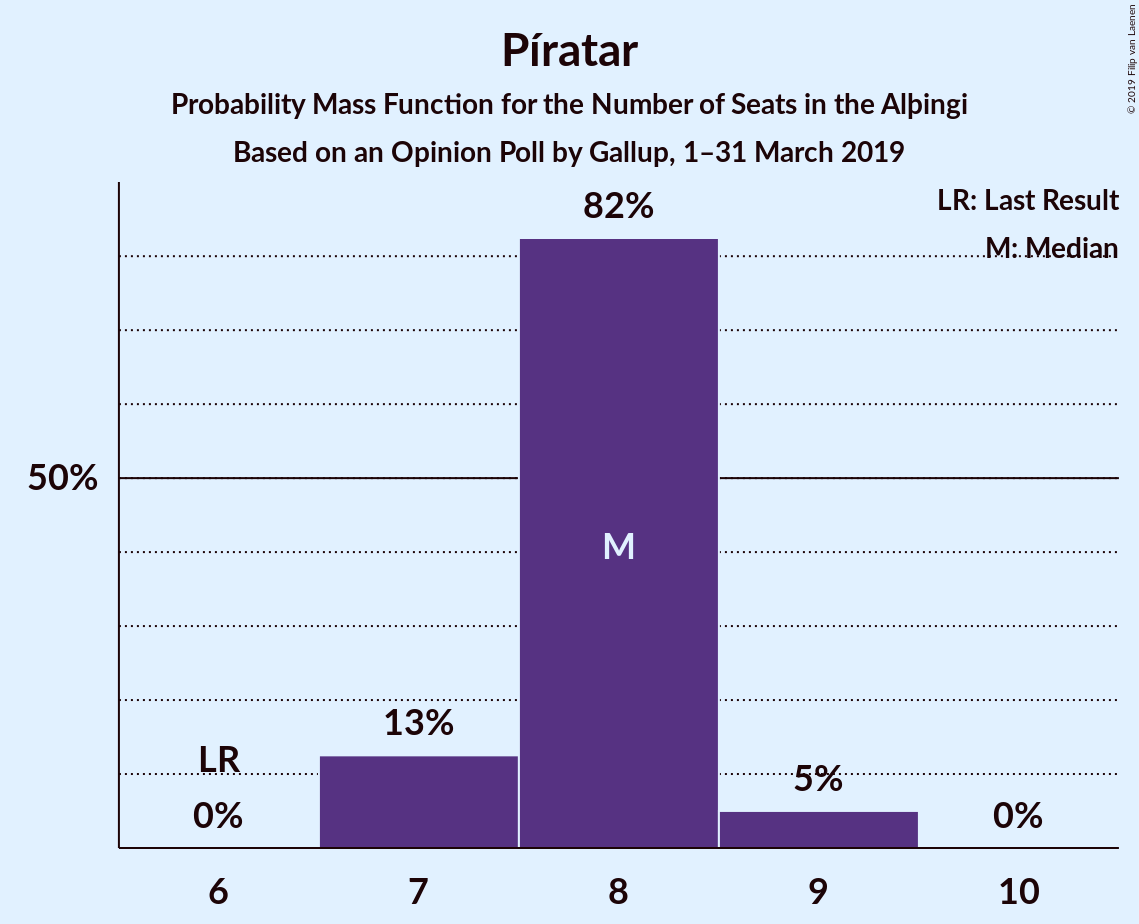 Píratar
Probability Mass Function for the Number of Seats in the Alþingi
Based on an Opinion Poll by Gallup, 1–31 March 2019
© 2019 Filip van Laenen
LR: Last Result
M: Median
82%
50%
M
13%
LR
5%
0%
0%
6
7
8
9
10